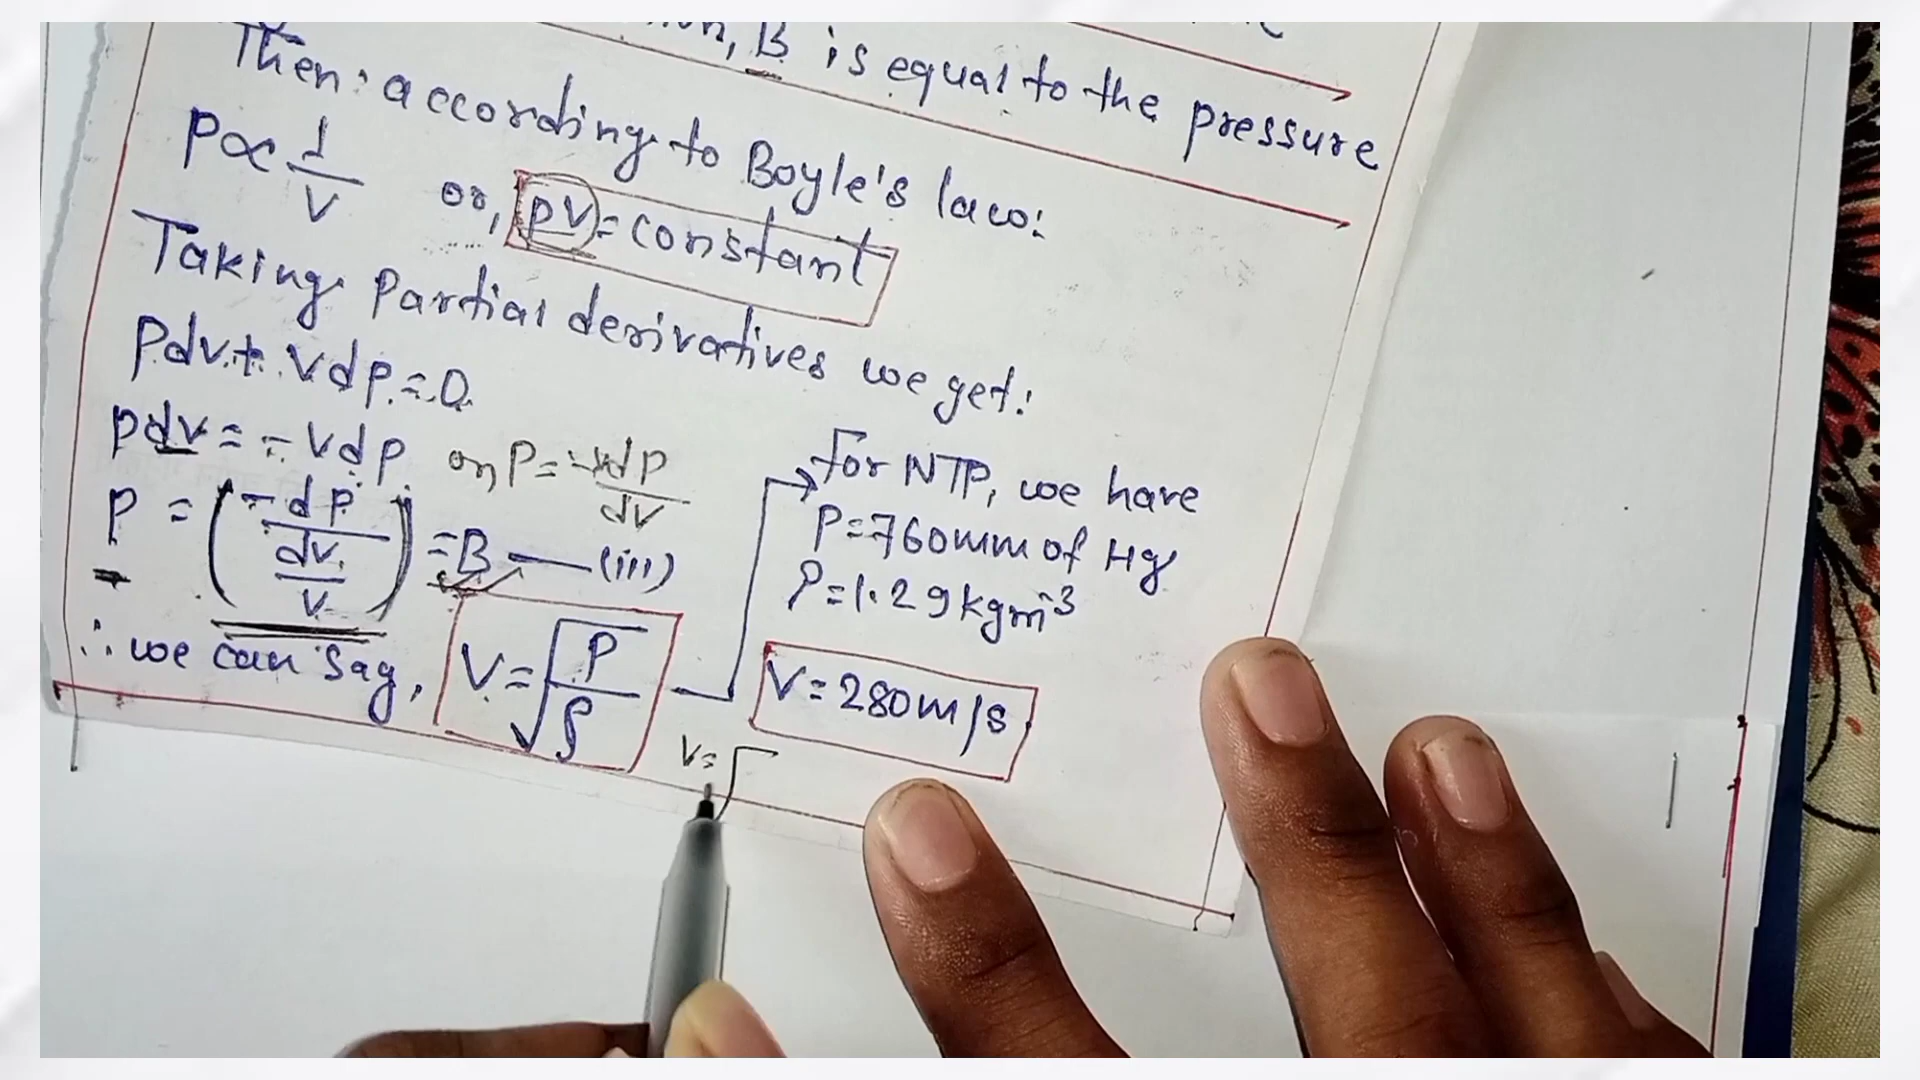 B is equal to the pressure
Then: according to Boyle's law:
P∝ 1/V or, PV = constant
Taking Partial derivatives we get:
Pdv + Vdp = 0
Pdv = - Vdp or P = -Vdp/dv
P = (-dP/(dv/V)) = B — (iii)
∴ we can say, V = √(P/ρ)
For NTP, we have
P = 760mm of Hg
ρ = 1.29 kgm⁻³
V = 280m/s
V = √